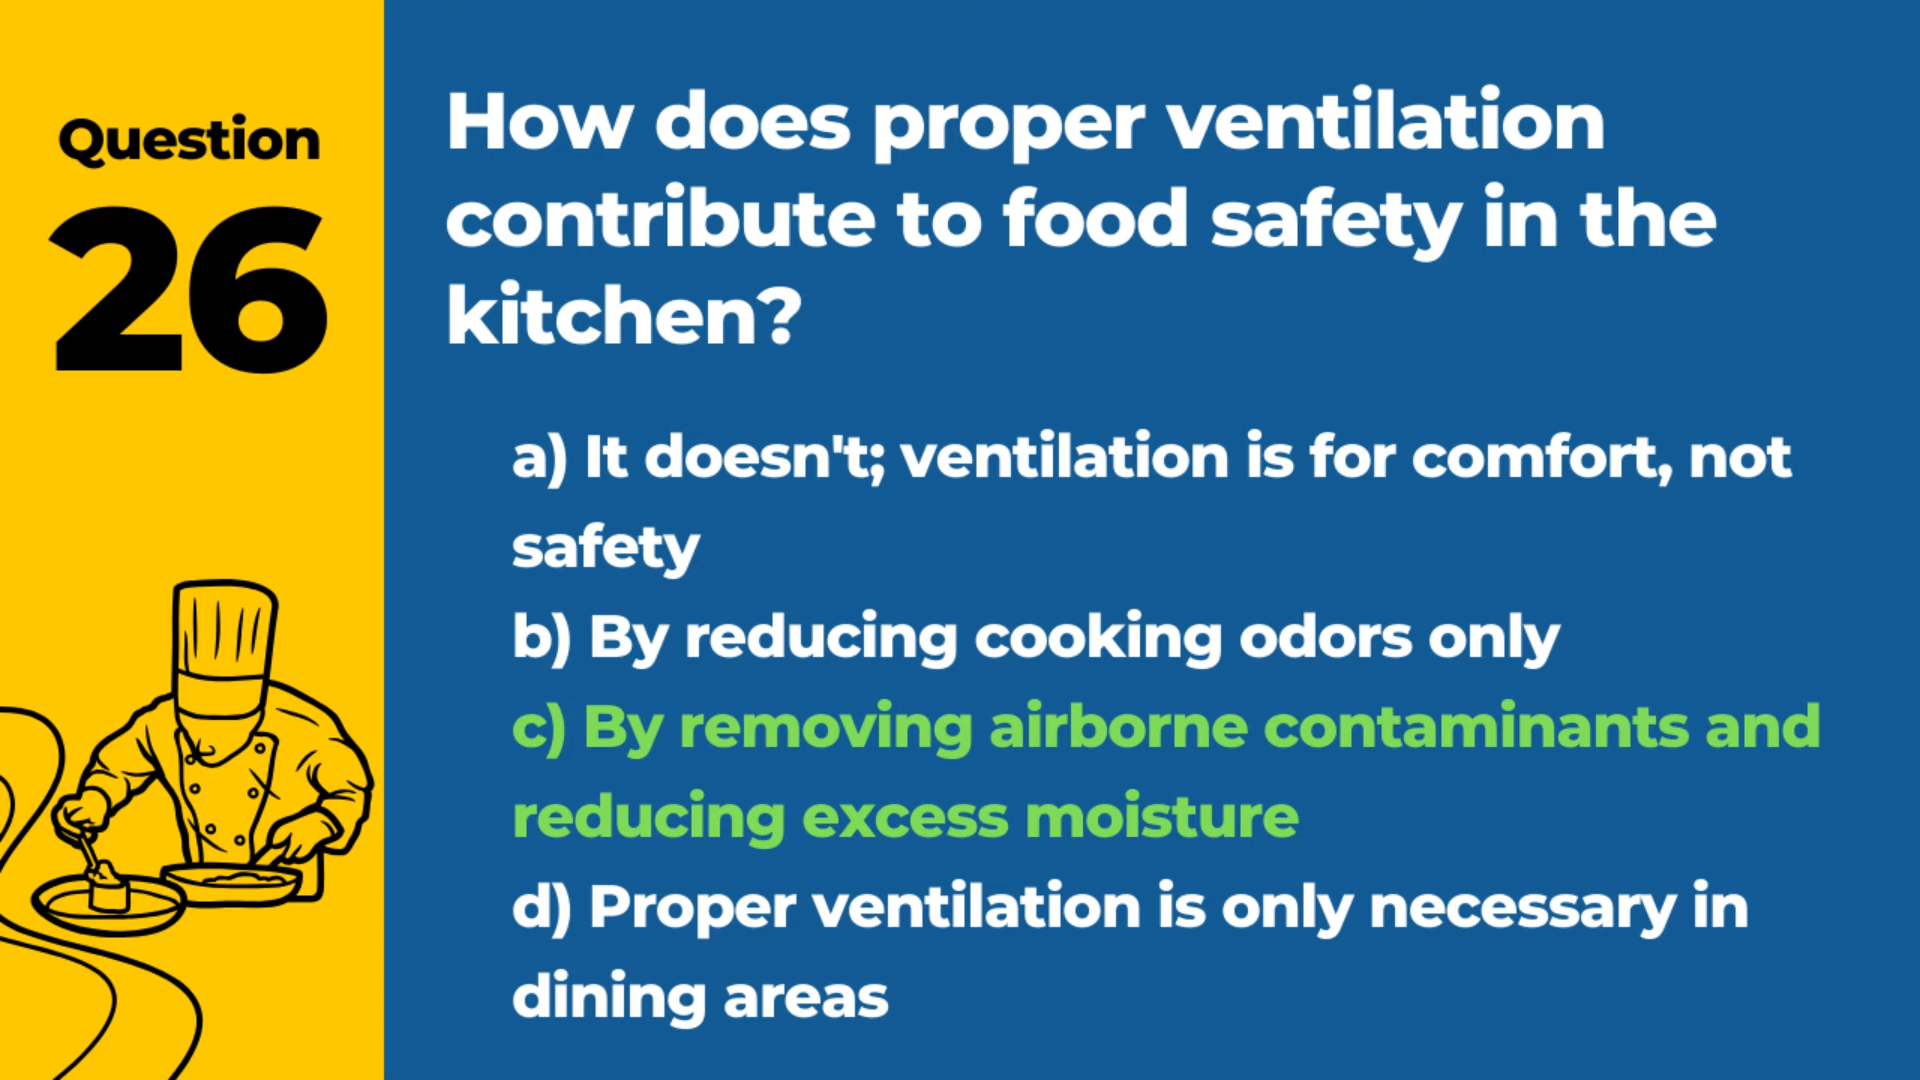 Question
26
How does proper ventilation
contribute to food safety in the
kitchen?
a) It doesn't; ventilation is for comfort, not
safety
b) By reducing cooking odors only
c) By removing airborne contaminants and
reducing excess moisture
d) Proper ventilation is only necessary in
dining areas